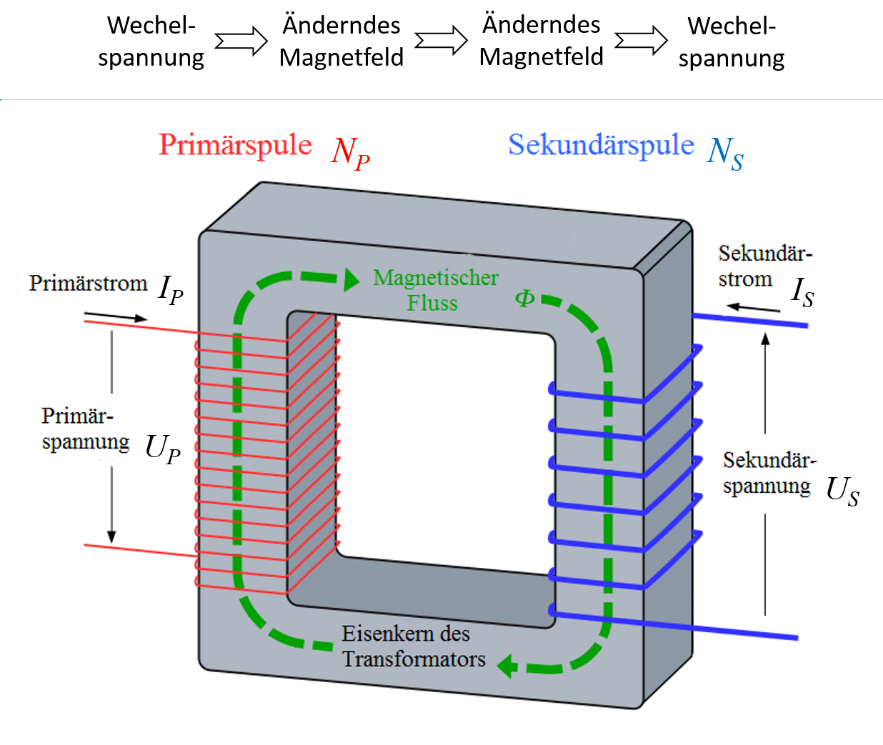 Wechel-
spannung
Änderndes
Magnetfeld
Änderndes
Magnetfeld
Wechel-
spannung
Primärspule N_P
Sekundärspule N_S
Primärstrom I_P
Magnetischer
Fluss
Φ
Sekundär-
strom I_S
Primär-
spannung U_P
Sekundär-
spannung U_S
Eisenkern des
Transformators